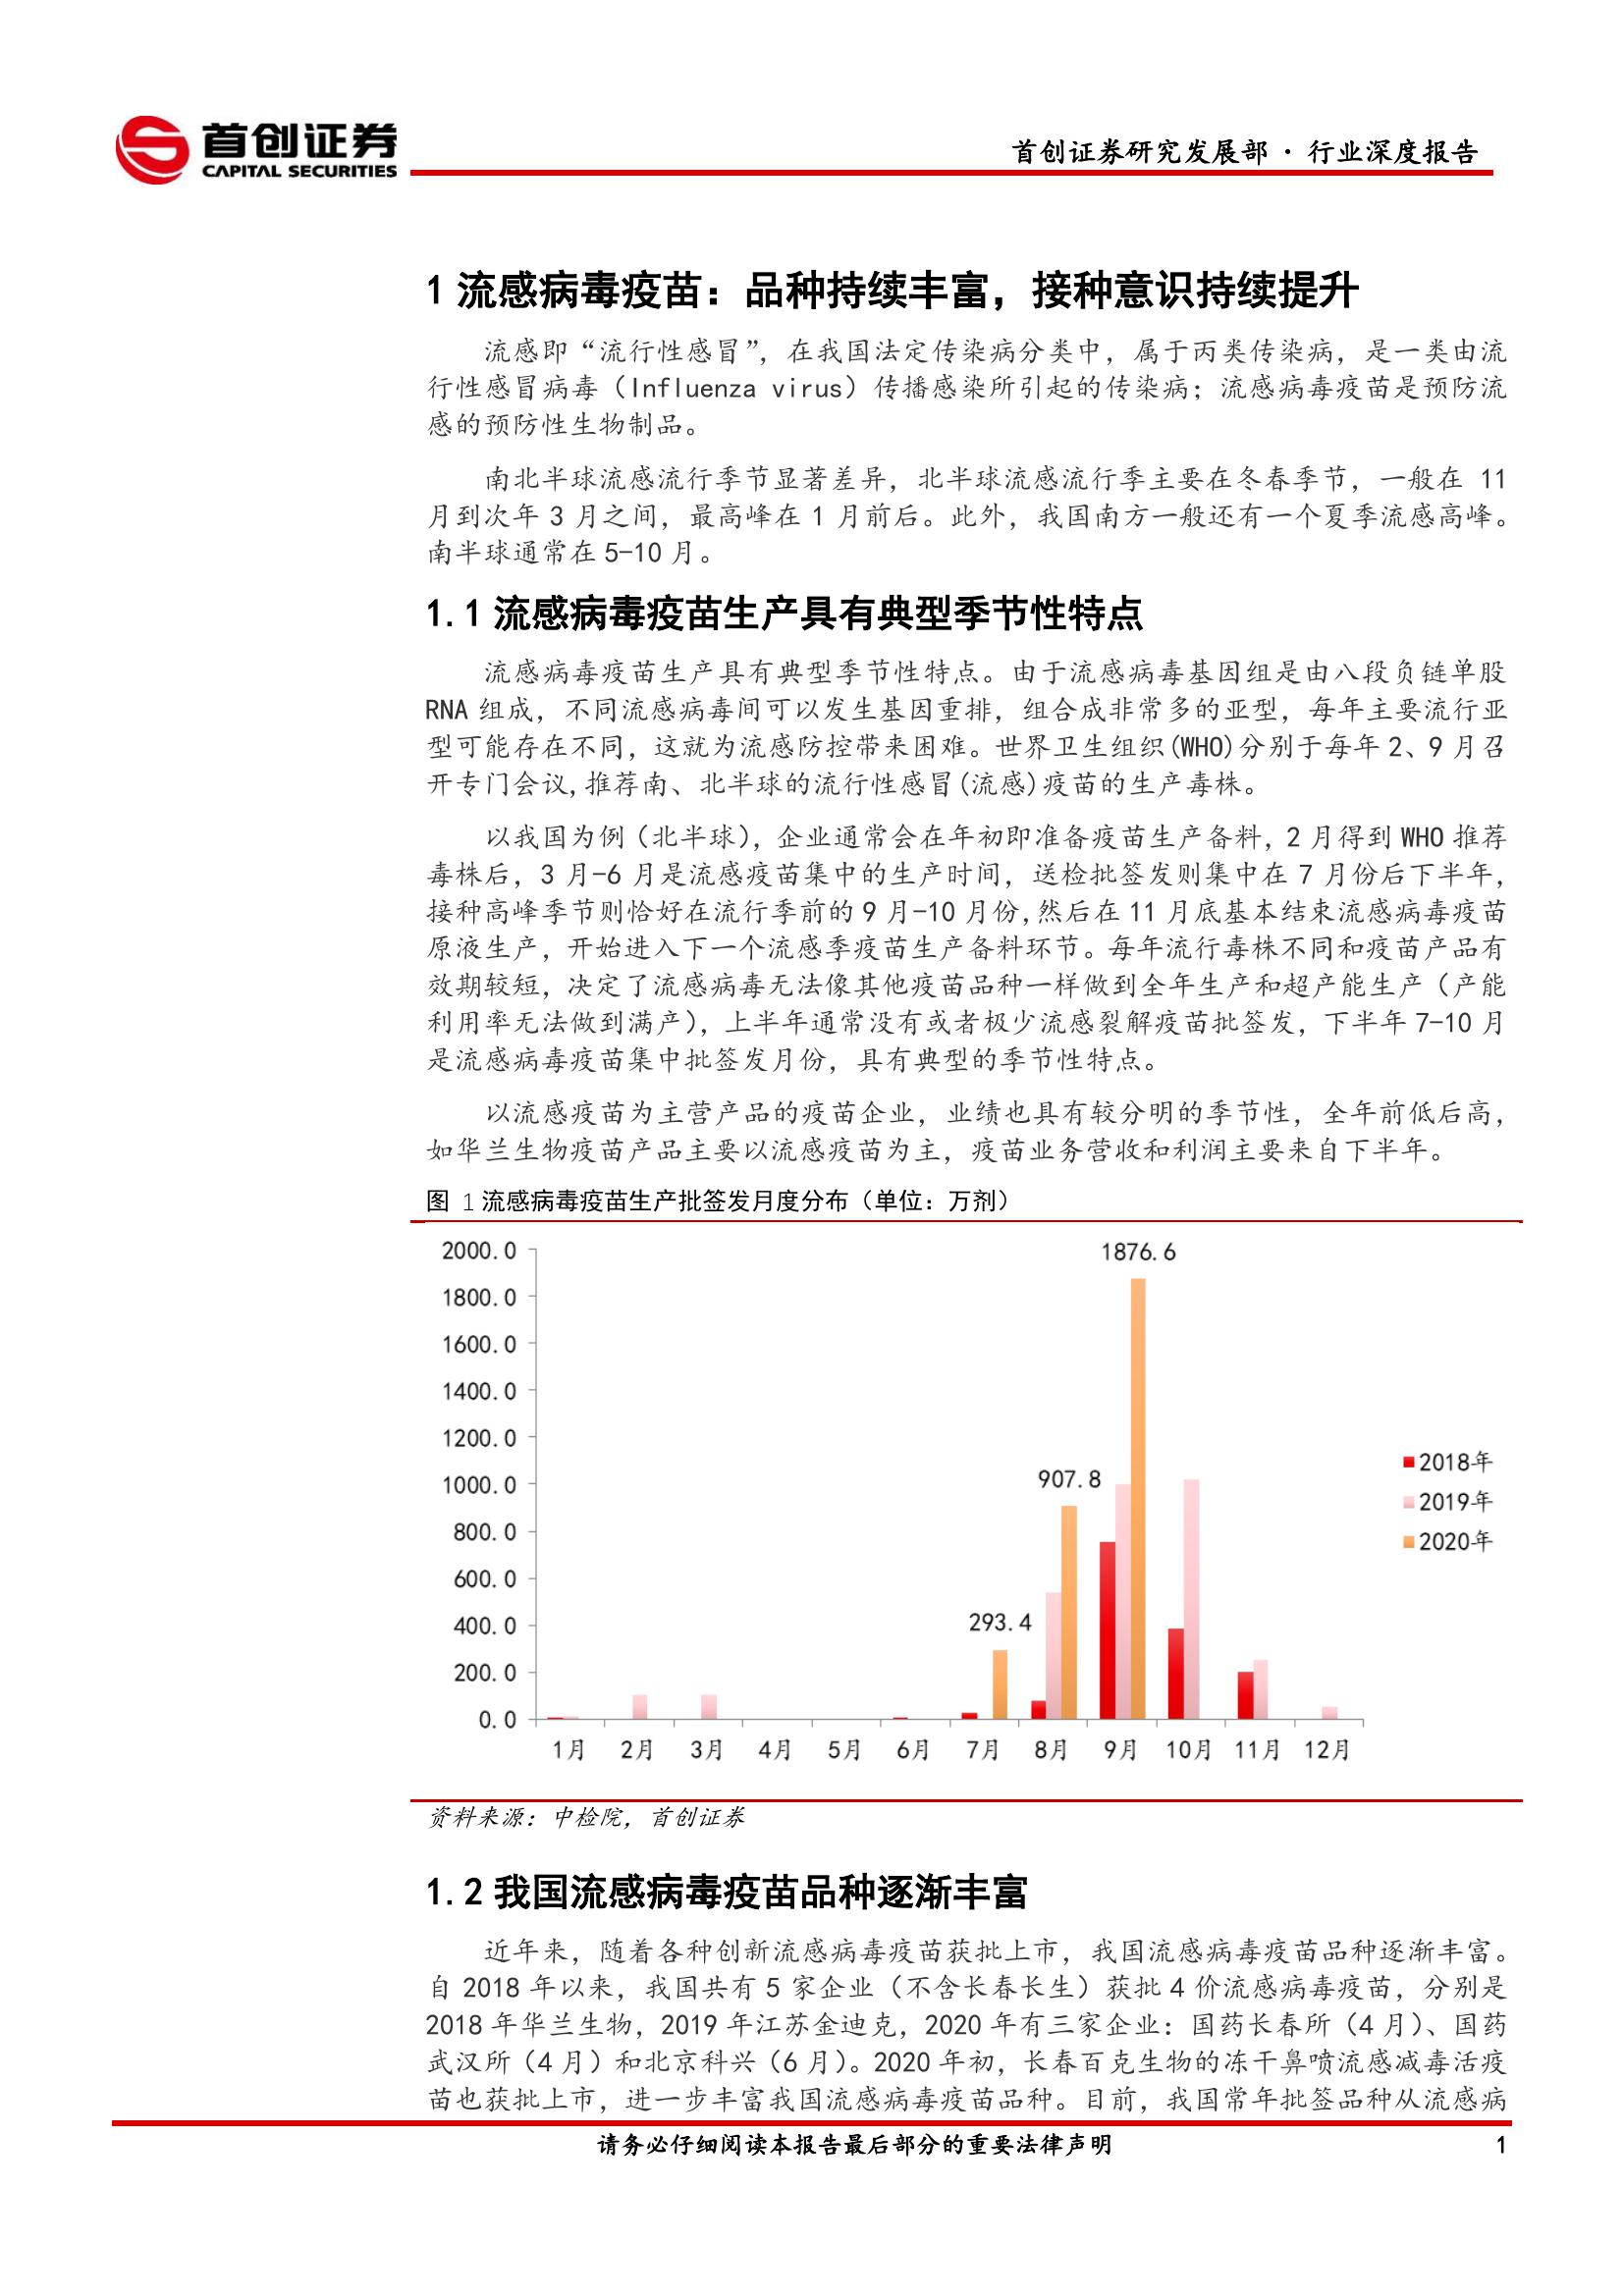 首创证券
CAPITAL SECURITIES
首创证券研究发展部 · 行业深度报告
1 流感病毒疫苗：品种持续丰富，接种意识持续提升
流感即“流行性感冒”，在我国法定传染病分类中，属于丙类传染病，是一类由流
行性感冒病毒（Influenza virus）传播感染所引起的传染病；流感病毒疫苗是预防流
感的预防性生物制品。
南北半球流感流行季节显著差异，北半球流感流行季主要在冬春季节，一般在 11
月到次年 3 月之间，最高峰在 1 月前后。此外，我国南方一般还有一个夏季流感高峰。
南半球通常在 5-10 月。
1.1 流感病毒疫苗生产具有典型季节性特点
流感病毒疫苗生产具有典型季节性特点。由于流感病毒基因组是由八段负链单股
RNA 组成，不同流感病毒间可以发生基因重排，组合成非常多的亚型，每年主要流行亚
型可能存在不同，这就为流感防控带来困难。世界卫生组织(WHO)分别于每年 2、9 月召
开专门会议,推荐南、北半球的流行性感冒(流感)疫苗的生产毒株。
以我国为例（北半球），企业通常会在年初即准备疫苗生产备料，2 月得到 WHO 推荐
毒株后，3 月-6 月是流感疫苗集中的生产时间，送检批签发则集中在 7 月份后下半年，
接种高峰季节则恰好在流行季前的 9 月-10 月份,然后在 11 月底基本结束流感病毒疫苗
原液生产，开始进入下一个流感季疫苗生产备料环节。每年流行毒株不同和疫苗产品有
效期较短，决定了流感病毒无法像其他疫苗品种一样做到全年生产和超产能生产（产能
利用率无法做到满产），上半年通常没有或者极少流感裂解疫苗批签发，下半年 7-10 月
是流感病毒疫苗集中批签发月份，具有典型的季节性特点。
以流感疫苗为主营产品的疫苗企业，业绩也具有较分明的季节性，全年前低后高，
如华兰生物疫苗产品主要以流感疫苗为主，疫苗业务营收和利润主要来自下半年。
图 1 流感病毒疫苗生产批签发月度分布（单位：万剂）
2000.0
1800.0
1600.0
1400.0
1200.0
1000.0
800.0
600.0
400.0
200.0
0.0
293.4
907.8
1876.6
1月 2月 3月 4月 5月 6月 7月 8月 9月 10月 11月 12月
2018年
2019年
2020年
资料来源：中检院，首创证券
1.2 我国流感病毒疫苗品种逐渐丰富
近年来，随着各种创新流感病毒疫苗获批上市，我国流感病毒疫苗品种逐渐丰富。
自 2018 年以来，我国共有 5 家企业（不含长春长生）获批 4 价流感病毒疫苗，分别是
2018 年华兰生物，2019 年江苏金迪克，2020 年有三家企业：国药长春所（4 月）、国药
武汉所（4 月）和北京科兴（6 月）。2020 年初，长春百克生物的冻干鼻喷流感减毒活疫
苗也获批上市，进一步丰富我国流感病毒疫苗品种。目前，我国常年批签品种从流感病
请务必仔细阅读本报告最后部分的重要法律声明
1